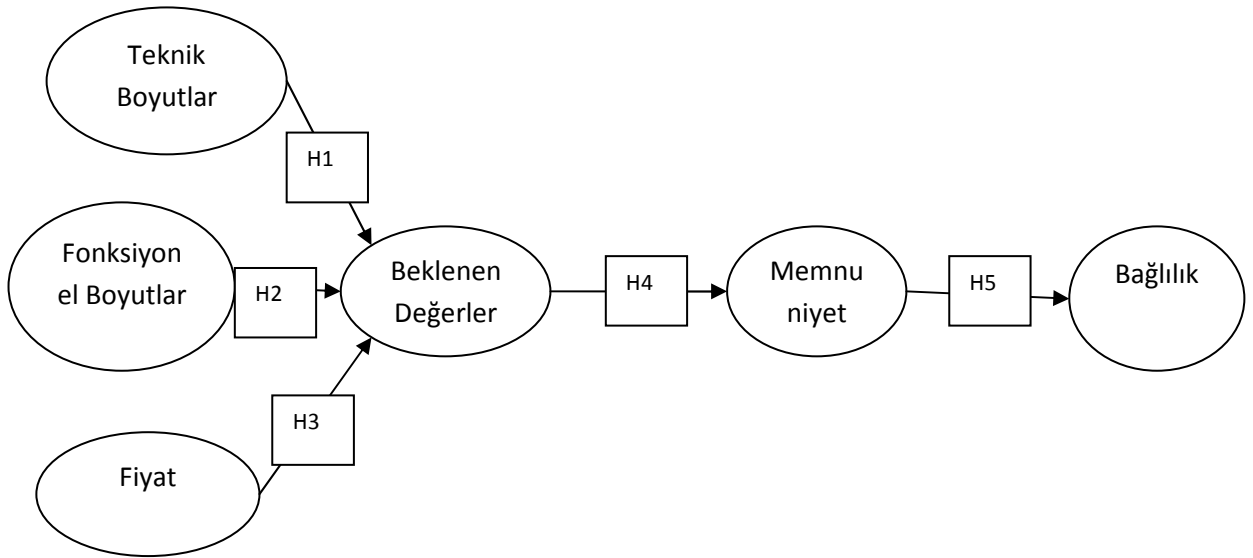 Teknik
Boyutlar
H1
Fonksiyon
el Boyutlar
H2
Beklenen
Değerler
H4
Memnu
niyet
H5
Bağlılık
H3
Fiyat